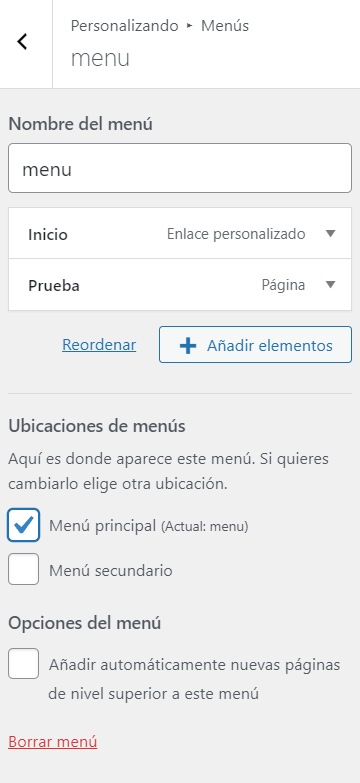 Personalizando ▸ Menús
menu
Nombre del menú
menu
Inicio Enlace personalizado
Prueba Página
Reordenar Añadir elementos
Ubicaciones de menús
Aquí es donde aparece este menú. Si quieres
cambiarlo elige otra ubicación.
Menú principal (Actual: menu)
Menú secundario
Opciones del menú
Añadir automáticamente nuevas páginas
de nivel superior a este menú
Borrar menú